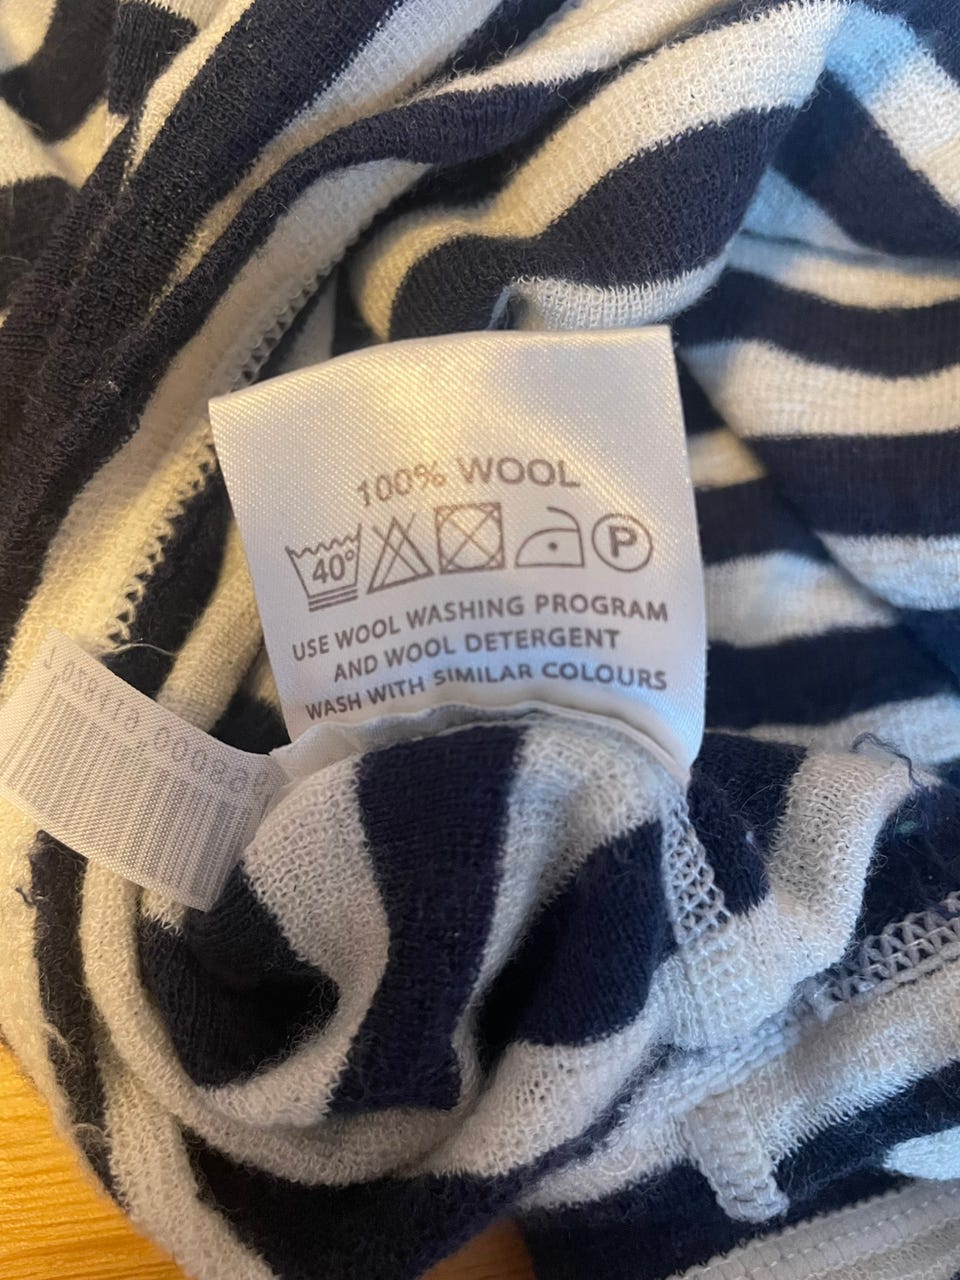 100% WOOL
40°
P
USE WOOL WASHING PROGRAM
AND WOOL DETERGENT
WASH WITH SIMILAR COLOURS